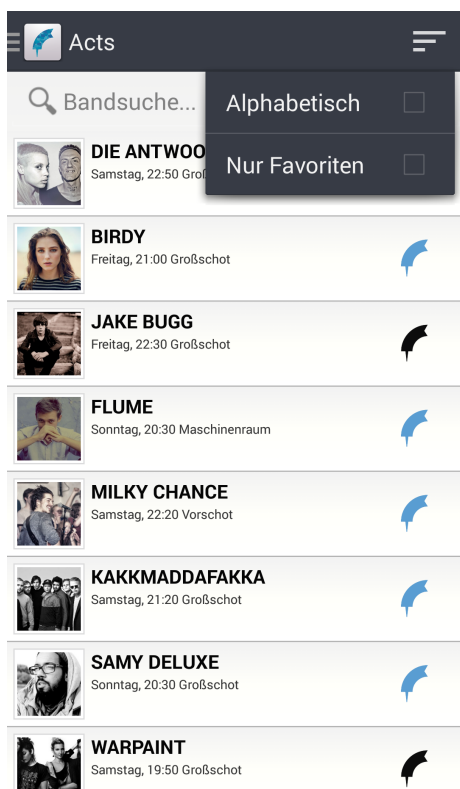 Acts
Bandsuche...
Alphabetisch
Nur Favoriten
DIE ANTWOO
Samstag, 22:50 Groß
BIRDY
Freitag, 21:00 Großschot
JAKE BUGG
Freitag, 22:30 Großschot
FLUME
Sonntag, 20:30 Maschinenraum
MILKY CHANCE
Samstag, 22:20 Vorschot
KAKKMADDAFAKKA
Samstag, 21:20 Großschot
SAMY DELUXE
Sonntag, 20:30 Großschot
WARPAINT
Samstag, 19:50 Großschot